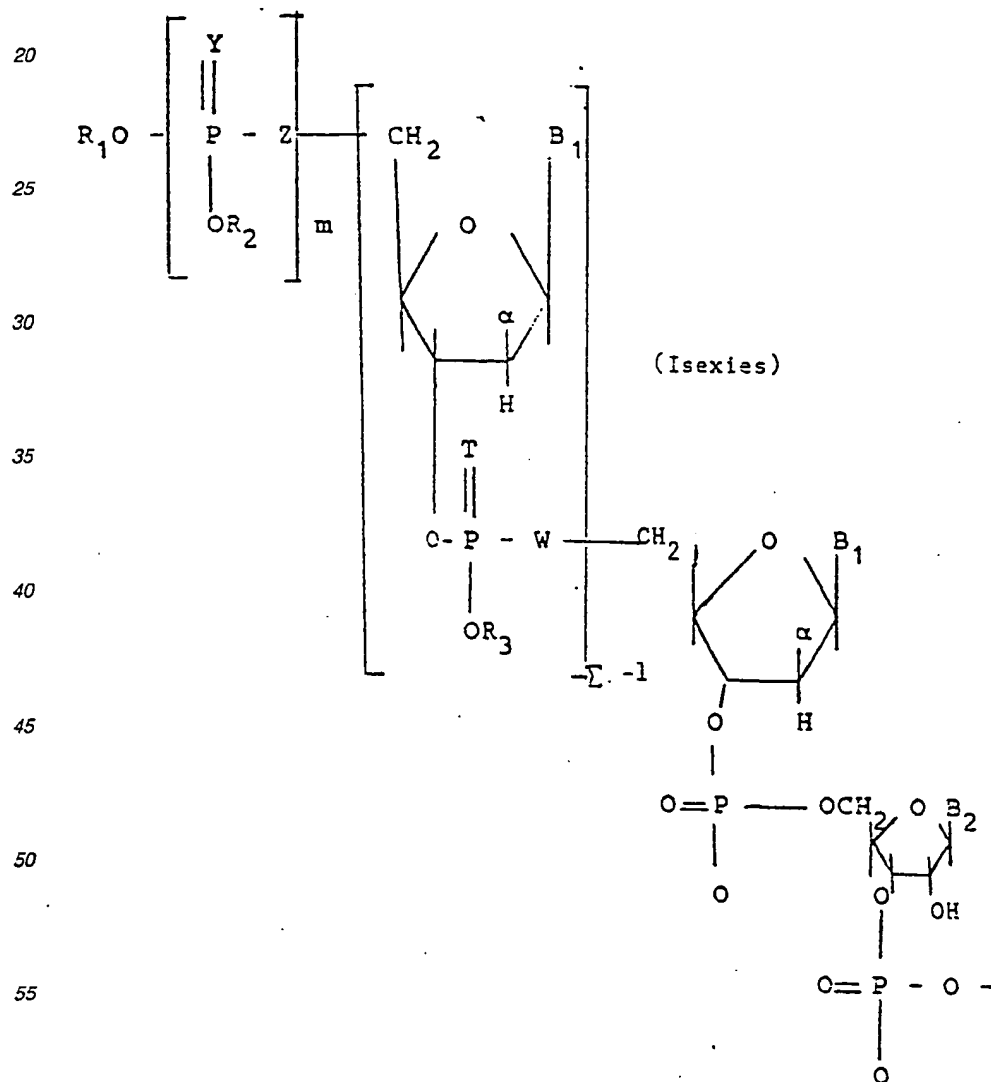 20
Y
R₁O - P - Z CH₂ B₁
25
OR₂ m
O
30
α
(Isexies)
H
35
T
O- P - W CH₂ O B₁
40
OR₃
α
-Σ. -1
45
O H
O=P OCH₂ O B₂
50
O O OH
55
O=P - O -
O